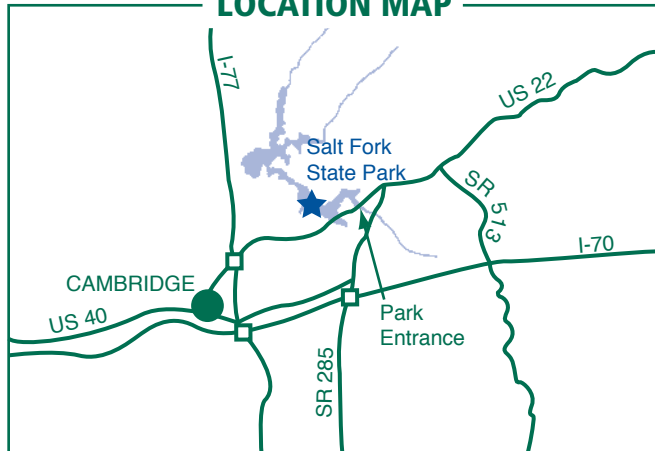 LOCATION MAP
I-77
US 22
Salt Fork
State Park
SR 513
I-70
CAMBRIDGE
US 40
Park
Entrance
SR 285